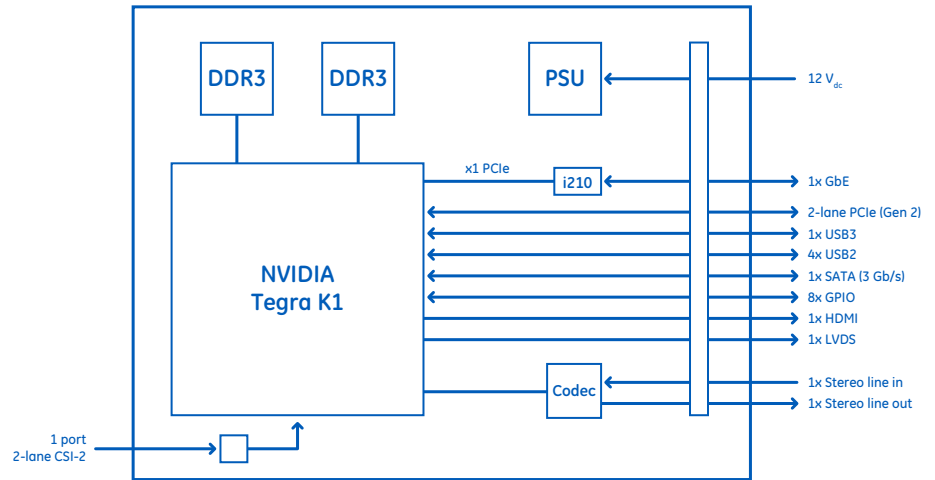 DDR3
DDR3
PSU
12 Vdc
x1 PCIe
i210
1x GbE
2-lane PCIe (Gen 2)
1x USB3
4x USB2
NVIDIA
Tegra K1
1x SATA (3 Gb/s)
8x GPIO
1x HDMI
1x LVDS
Codec
1x Stereo line in
1x Stereo line out
1 port
2-lane CSI-2